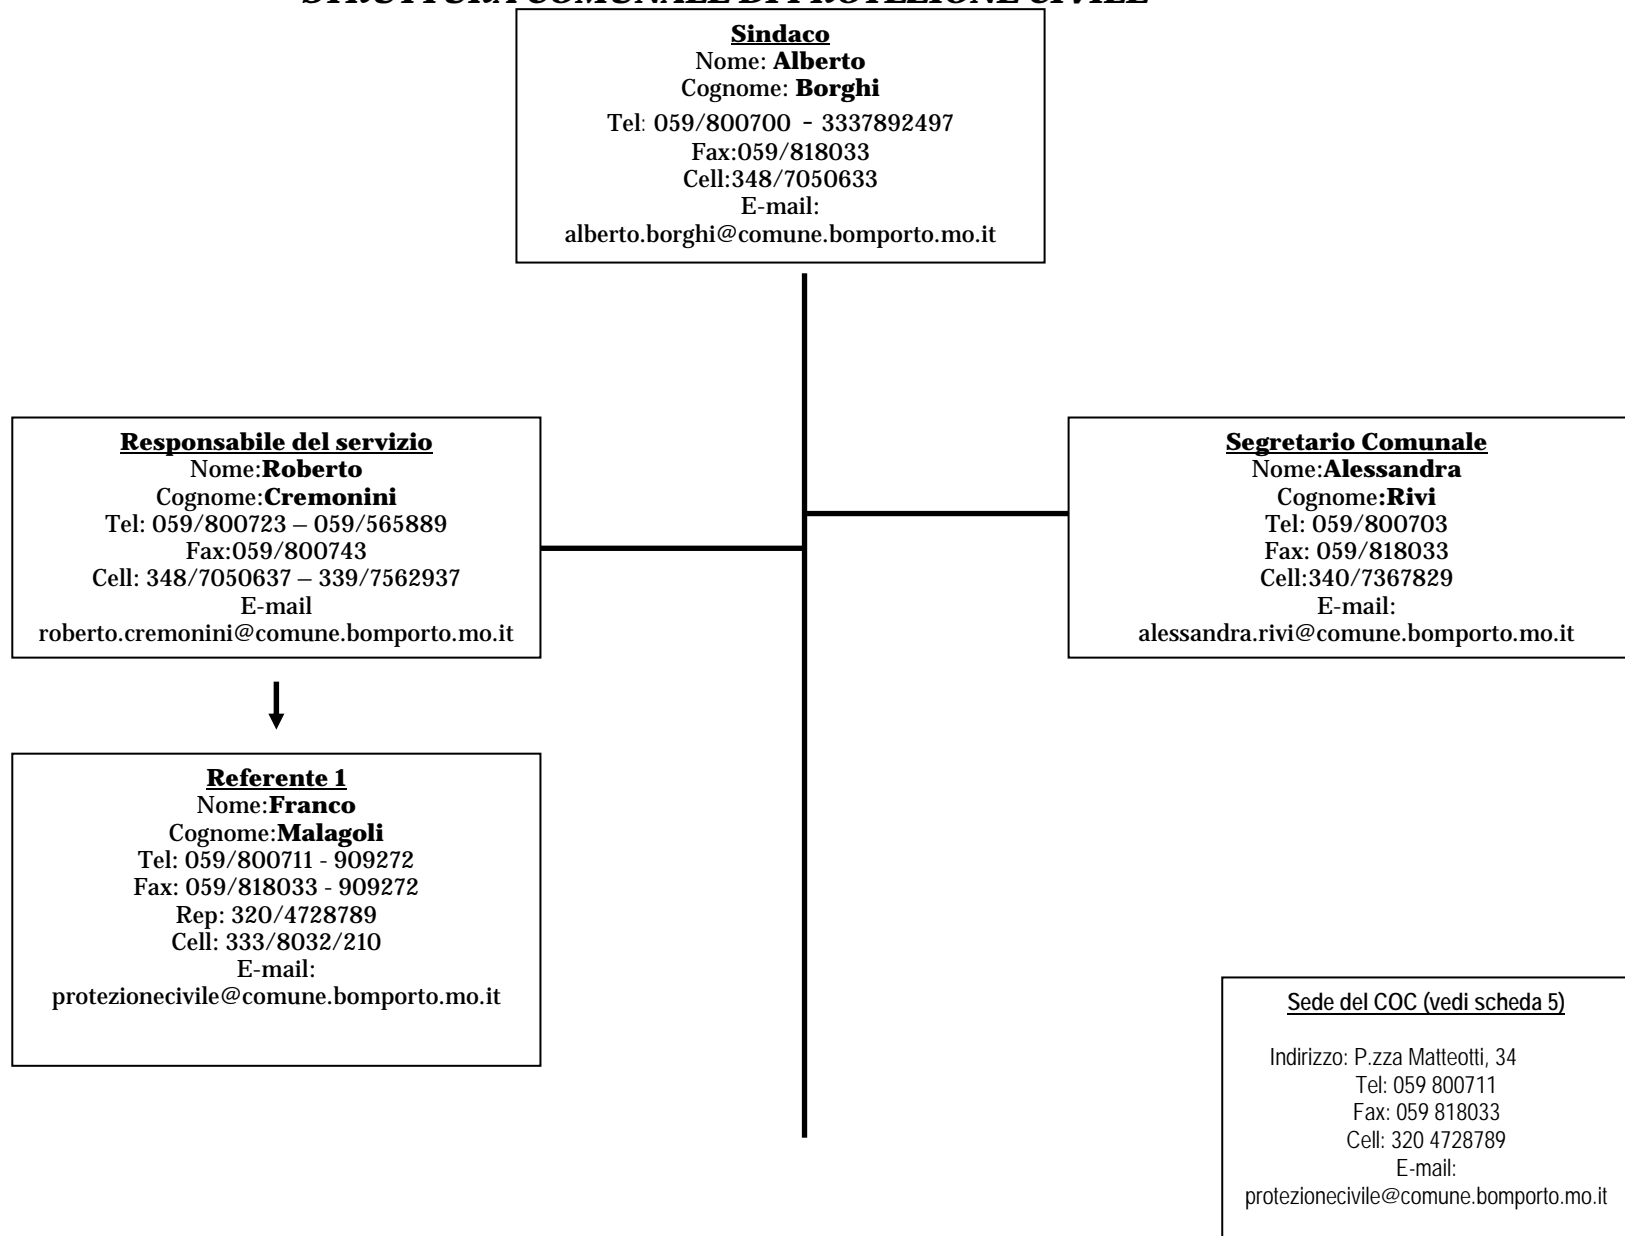 STRUTTURA COMUNALE DI PROTEZIONE CIVILE
Sindaco
Nome: Alberto
Cognome: Borghi
Tel: 059/800700 - 3337892497
Fax:059/818033
Cell:348/7050633
E-mail:
alberto.borghi@comune.bomporto.mo.it
Responsabile del servizio
Nome:Roberto
Cognome:Cremonini
Tel: 059/800723 – 059/565889
Fax:059/800743
Cell: 348/7050637 – 339/7562937
E-mail
roberto.cremonini@comune.bomporto.mo.it
Segretario Comunale
Nome:Alessandra
Cognome:Rivi
Tel: 059/800703
Fax: 059/818033
Cell:340/7367829
E-mail:
alessandra.rivi@comune.bomporto.mo.it
Referente 1
Nome:Franco
Cognome:Malagoli
Tel: 059/800711 - 909272
Fax: 059/818033 - 909272
Rep: 320/4728789
Cell: 333/8032/210
E-mail:
protezionecivile@comune.bomporto.mo.it
Sede del COC (vedi scheda 5)
Indirizzo: P.zza Matteotti, 34
Tel: 059 800711
Fax: 059 818033
Cell: 320 4728789
E-mail:
protezionecivile@comune.bomporto.mo.it